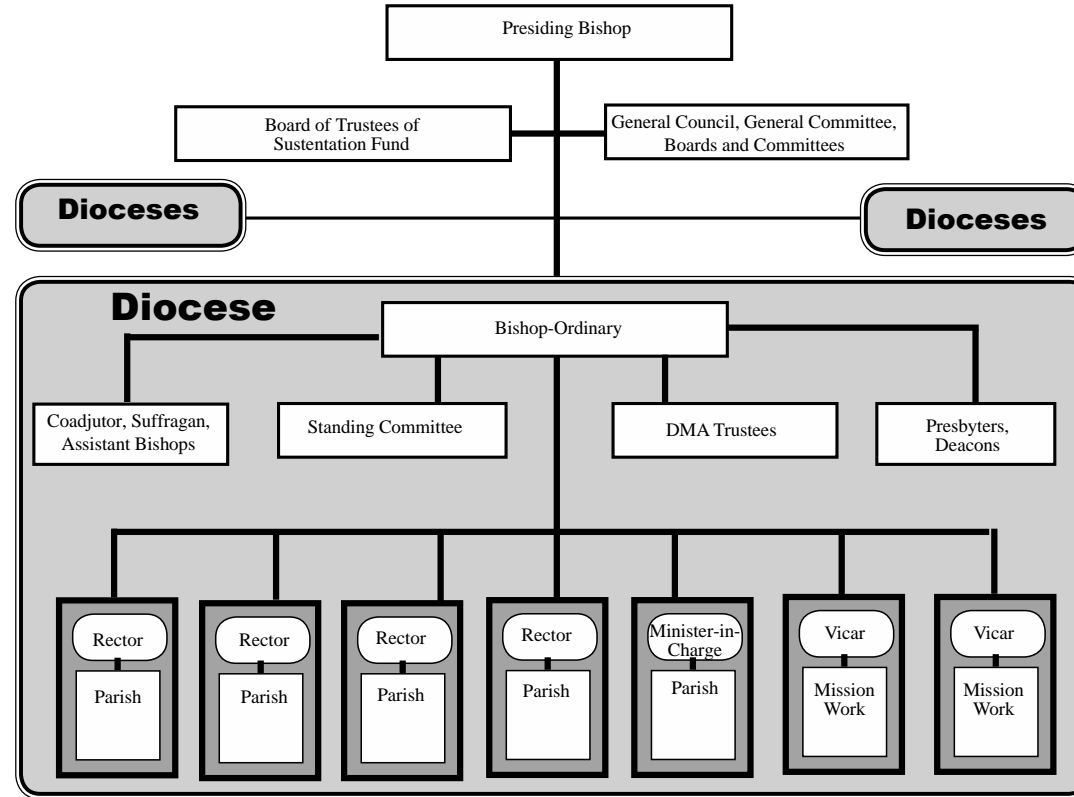 Presiding Bishop
Board of Trustees of
Sustentation Fund
General Council, General Committee,
Boards and Committees
Dioceses
Dioceses
Diocese
Bishop-Ordinary
Coadjutor, Suffragan,
Assistant Bishops
Standing Committee
DMA Trustees
Presbyters,
Deacons
Rector
Parish
Rector
Parish
Rector
Parish
Rector
Parish
Minister-in-
Charge
Parish
Vicar
Mission
Work
Vicar
Mission
Work